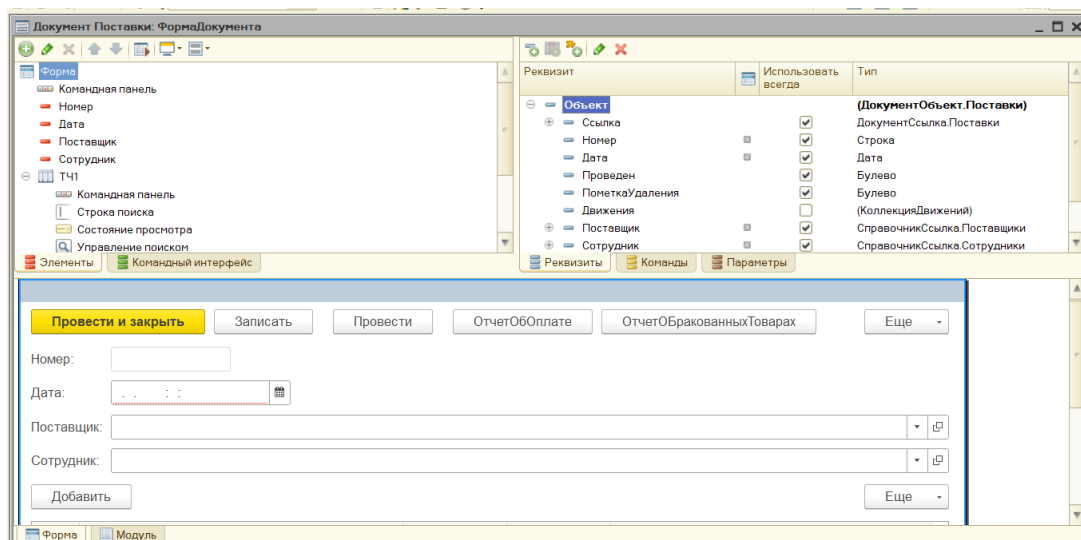 Документ Поставки: ФормаДокумента
Форма
Командная панель
Номер
Дата
Поставщик
Сотрудник
ТЧ1
Командная панель
Строка поиска
Состояние просмотра
Управление поиском
Элементы
Командный интерфейс
Реквизит
Использовать всегда
Тип
Объект
(ДокументОбъект.Поставки)
Ссылка
ДокументСсылка.Поставки
Номер
Строка
Дата
Дата
Проведен
Булево
ПометкаУдаления
Булево
Движения
(КоллекцияДвижений)
Поставщик
СправочникСсылка.Поставщики
Сотрудник
СправочникСсылка.Сотрудники
Реквизиты
Команды
Параметры
Провести и закрыть
Записать
Провести
ОтчетОбОплате
ОтчетОБракованныхТоварах
Еще
Номер:
Дата:
. . : :
Поставщик:
Сотрудник:
Добавить
Еще
Форма
Модуль